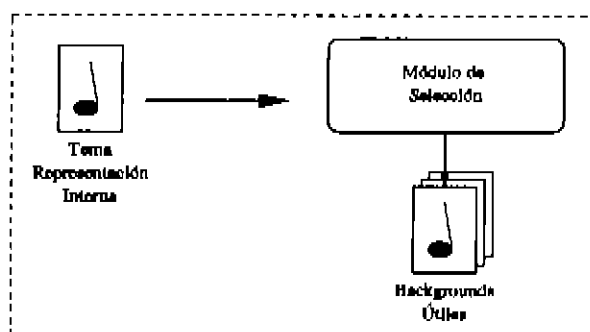 Módulo de
Selección
Tema
Representación
Interna
Backgrounds
Útiles